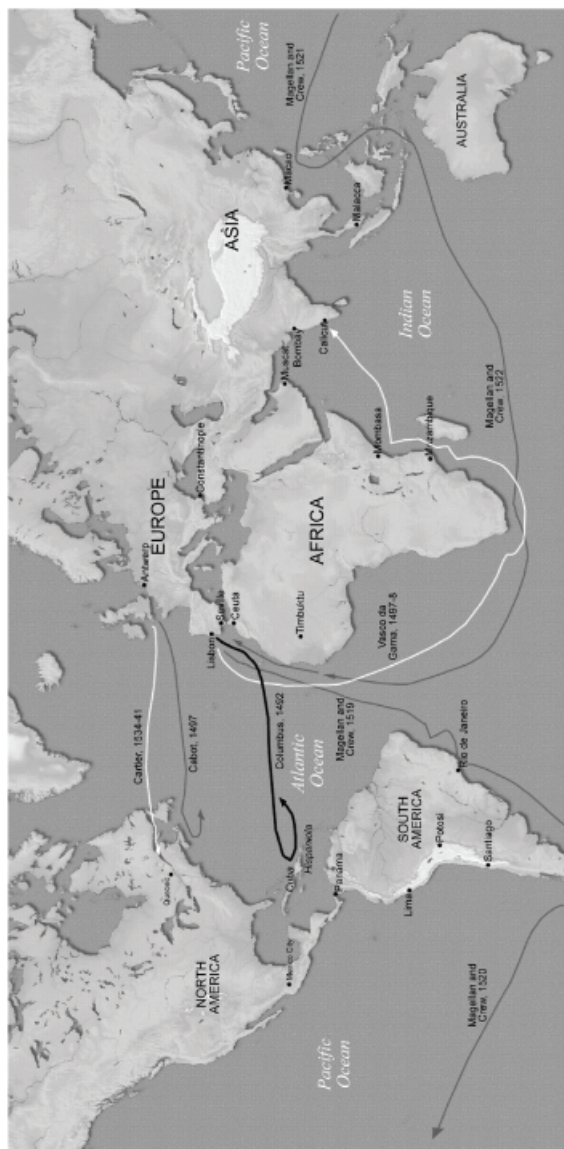 EUROPE
Antwerp
Cartier, 1534-41
Cabot, 1497
Quebec
NORTH
AMERICA
Constantinople
Lisbon
Seville
Ceuta
ASIA
Pacific
Ocean
Columbus, 1492
Atlantic
Ocean
Mexico City
Cuba
Hispaniola
Timbuktu
AFRICA
Muscat
Bombay
Calicut
Macao
Magellan and
Crew, 1521
Pacific
Ocean
Panama
Magellan and
Crew, 1519
Vasco da
Gama, 1497-8
Mombasa
Mozambique
Indian
Ocean
Malacca
SOUTH
AMERICA
Lima
Potosi
Rio de Janeiro
Santiago
Magellan and
Crew, 1520
Magellan and
Crew, 1522
AUSTRALIA